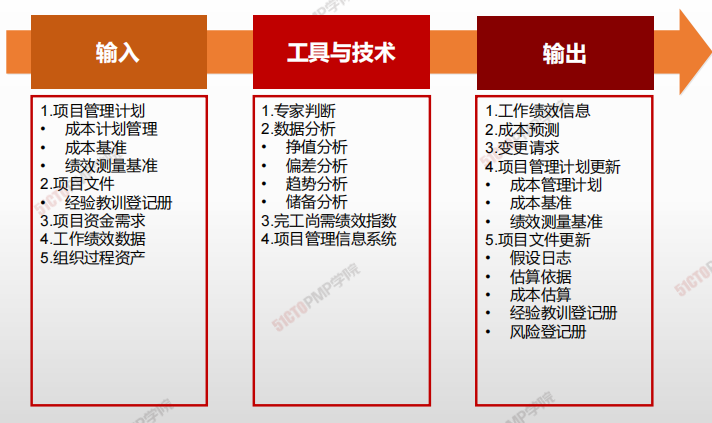 输入
1.项目管理计划
• 成本计划管理
• 成本基准
• 绩效测量基准
2.项目文件
• 经验教训登记册
3.项目资金需求
4.工作绩效数据
5.组织过程资产
工具与技术
1.专家判断
2.数据分析
• 挣值分析
• 偏差分析
• 趋势分析
• 储备分析
3.完工尚需绩效指数
4.项目管理信息系统
输出
1.工作绩效信息
2.成本预测
3.变更请求
4.项目管理计划更新
• 成本管理计划
• 成本基准
• 绩效测量基准
5.项目文件更新
• 假设日志
• 估算依据
• 成本估算
• 经验教训登记册
• 风险登记册
51CTOPMP学院